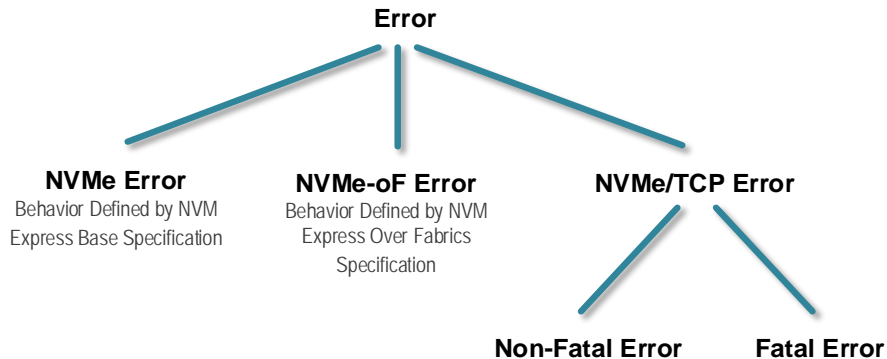 Error
NVMe Error
Behavior Defined by NVM
Express Base Specification
NVMe-oF Error
Behavior Defined by NVM
Express Over Fabrics
Specification
NVMe/TCP Error
Non-Fatal Error
Fatal Error